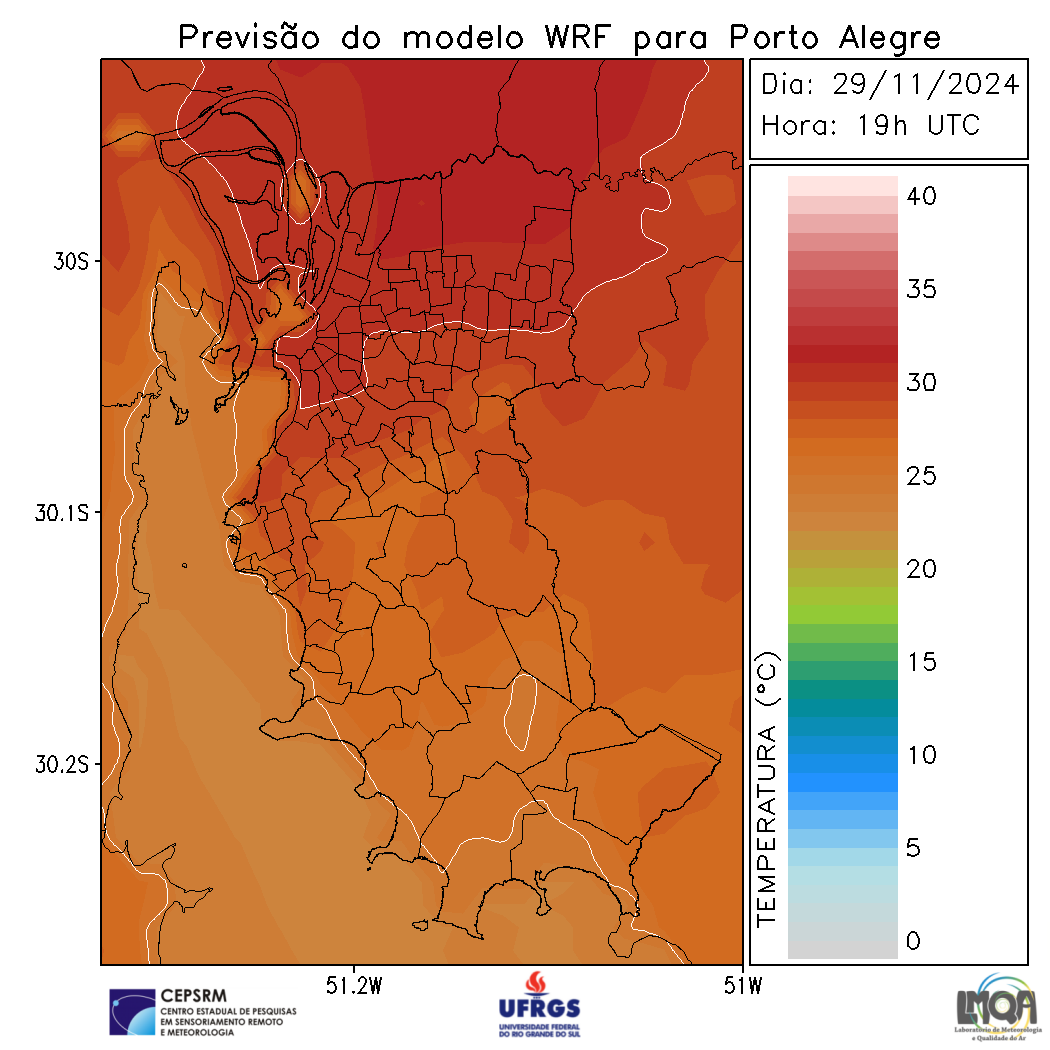 Previsão do modelo WRF para Porto Alegre
Dia: 29/11/2024
Hora: 19h UTC
30S
30.1S
30.2S
51.2W
51W
TEMPERATURA (°C)
40
35
30
25
20
15
10
5
0
CEPSRM
CENTRO ESTADUAL DE PESQUISAS
EM SENSORIAMENTO REMOTO
E METEOROLOGIA
UFRGS
UNIVERSIDADE FEDERAL
DO RIO GRANDE DO SUL
LMQA
Laboratório de Meteorologia
e Qualidade do Ar